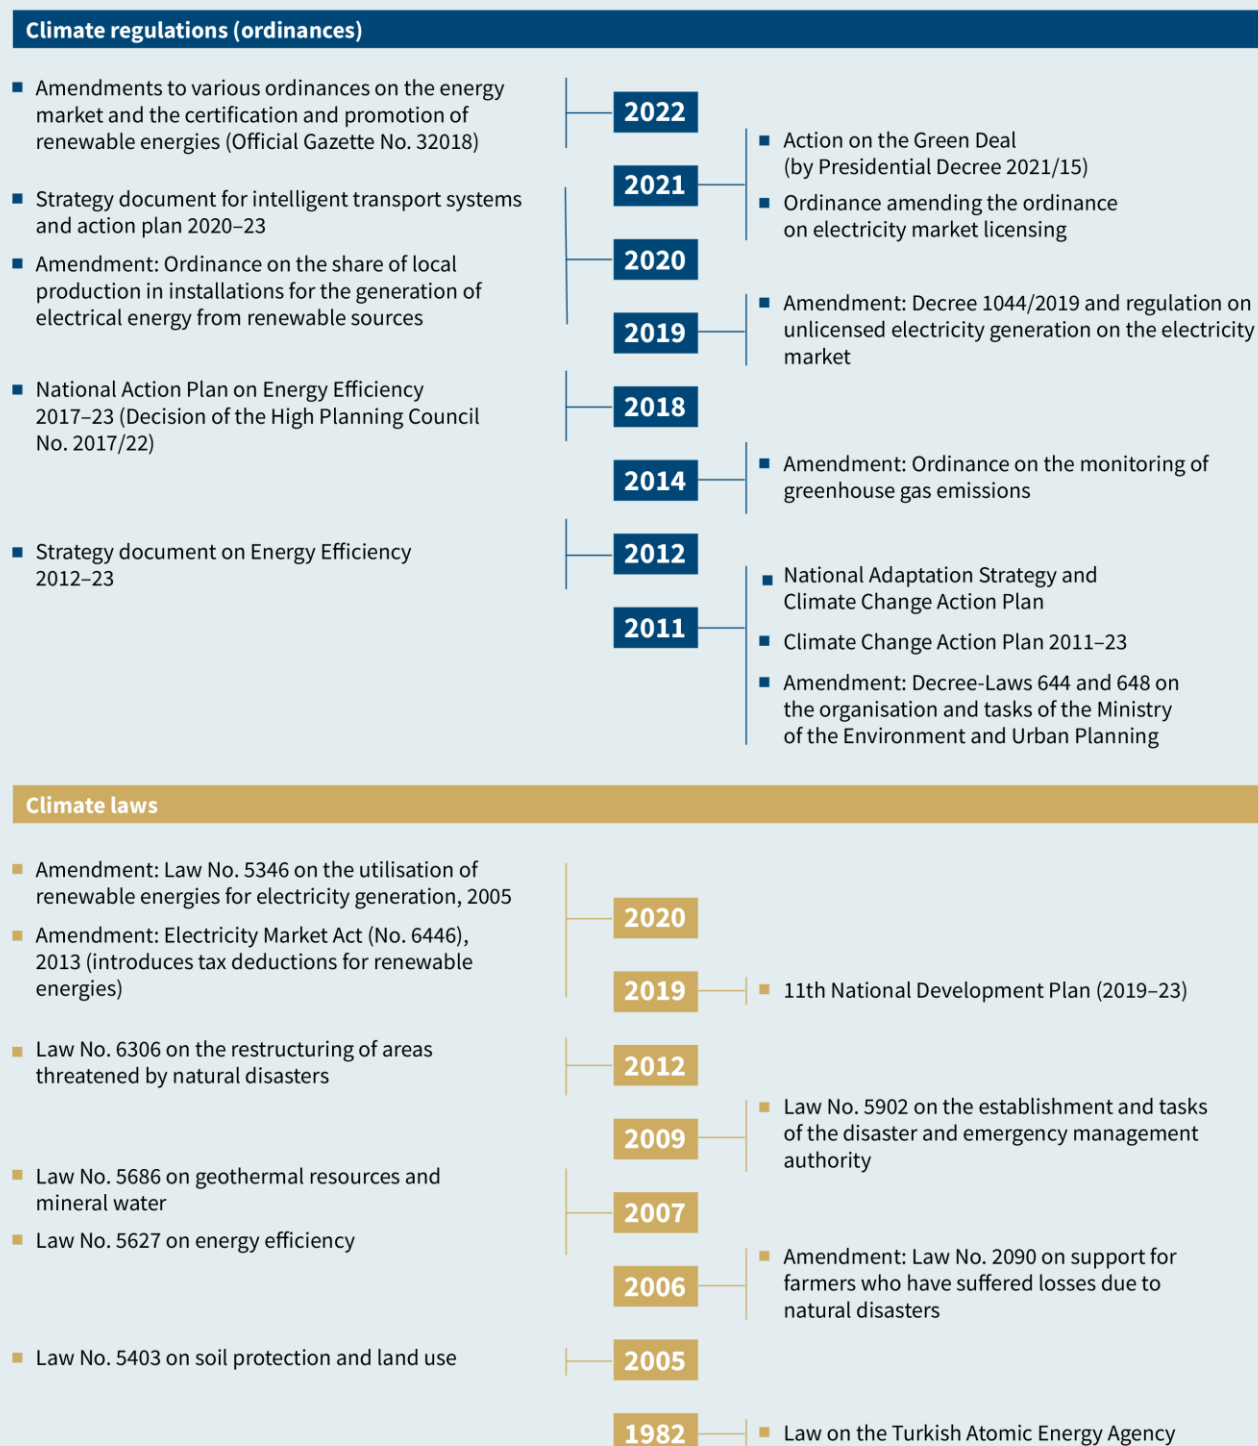 Climate regulations (ordinances)
Amendments to various ordinances on the energy
market and the certification and promotion of
renewable energies (Official Gazette No. 32018)
2022
2021
Action on the Green Deal
(by Presidential Decree 2021/15)
Ordinance amending the ordinance
on electricity market licensing
Strategy document for intelligent transport systems
and action plan 2020–23
Amendment: Ordinance on the share of local
production in installations for the generation of
electrical energy from renewable sources
2020
2019
Amendment: Decree 1044/2019 and regulation on
unlicensed electricity generation on the electricity
market
National Action Plan on Energy Efficiency
2017–23 (Decision of the High Planning Council
No. 2017/22)
2018
2014
Amendment: Ordinance on the monitoring of
greenhouse gas emissions
Strategy document on Energy Efficiency
2012–23
2012
2011
National Adaptation Strategy and
Climate Change Action Plan
Climate Change Action Plan 2011–23
Amendment: Decree-Laws 644 and 648 on
the organisation and tasks of the Ministry
of the Environment and Urban Planning
Climate laws
Amendment: Law No. 5346 on the utilisation of
renewable energies for electricity generation, 2005
Amendment: Electricity Market Act (No. 6446),
2013 (introduces tax deductions for renewable
energies)
2020
2019
11th National Development Plan (2019–23)
Law No. 6306 on the restructuring of areas
threatened by natural disasters
2012
2009
Law No. 5902 on the establishment and tasks
of the disaster and emergency management
authority
Law No. 5686 on geothermal resources and
mineral water
Law No. 5627 on energy efficiency
2007
2006
Amendment: Law No. 2090 on support for
farmers who have suffered losses due to
natural disasters
Law No. 5403 on soil protection and land use
2005
1982
Law on the Turkish Atomic Energy Agency